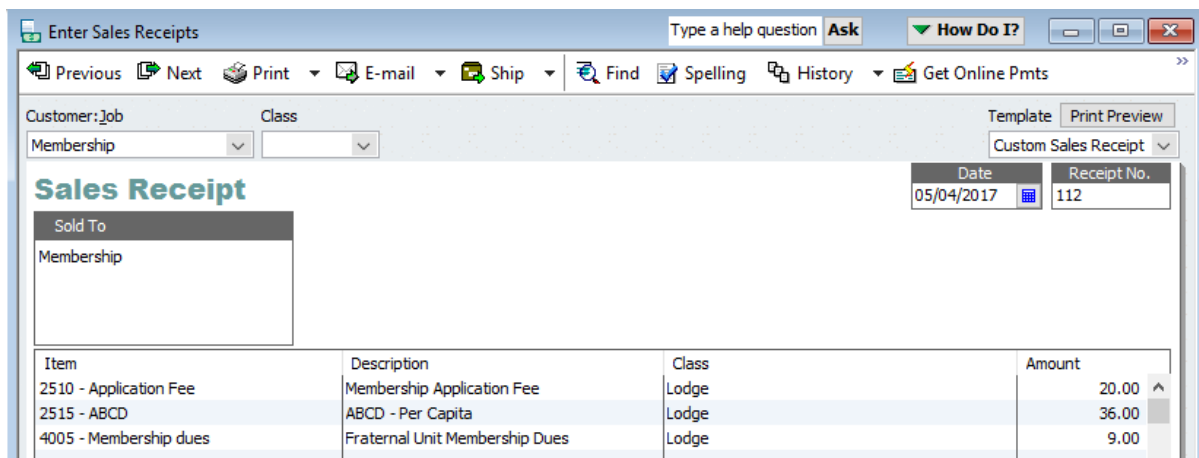 Enter Sales Receipts Type a help question Ask How Do I?
Previous Next Print E-mail Ship Find Spelling History Get Online Pmts »
Customer:Job Class Template Print Preview
Membership Custom Sales Receipt
Sales Receipt
Date Receipt No.
05/04/2017 112
Sold To
Membership
Item Description Class Amount
2510 - Application Fee Membership Application Fee Lodge 20.00
2515 - ABCD ABCD - Per Capita Lodge 36.00
4005 - Membership dues Fraternal Unit Membership Dues Lodge 9.00